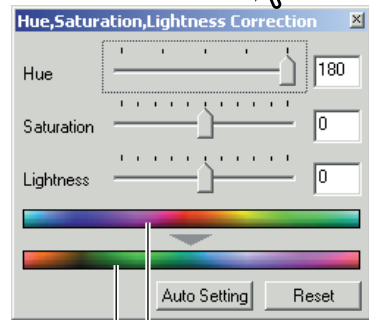 Hue,Saturation,Lightness Correction
Hue 180
Saturation 0
Lightness 0
Auto Setting Reset